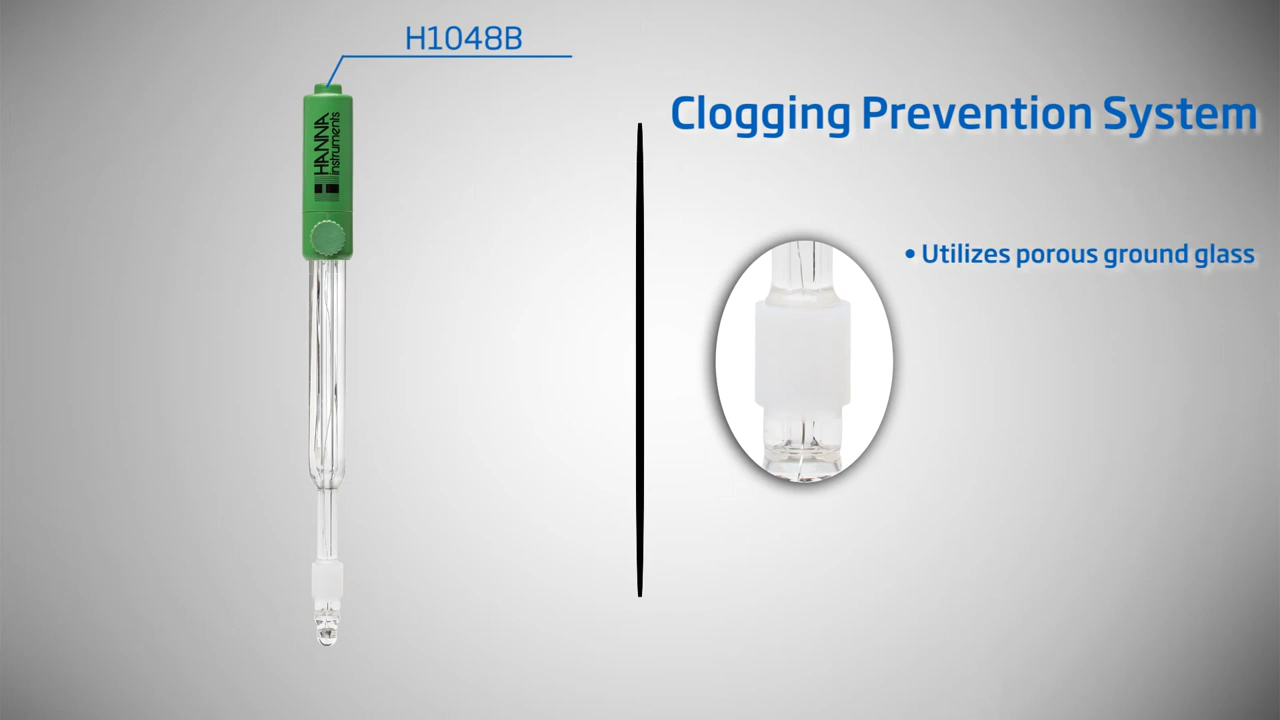 H1048B
HANNA
instruments
Clogging Prevention System
• Utilizes porous ground glass